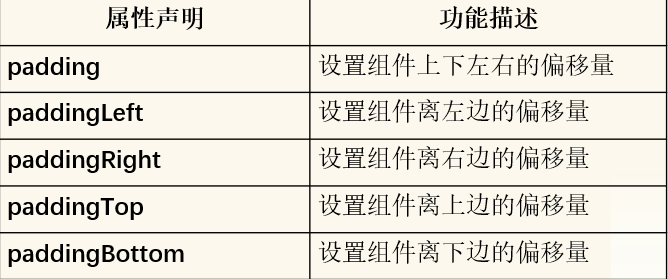 属性声明 功能描述
padding 设置组件上下左右的偏移量
paddingLeft 设置组件离左边的偏移量
paddingRight 设置组件离右边的偏移量
paddingTop 设置组件离上边的偏移量
paddingBottom 设置组件离下边的偏移量